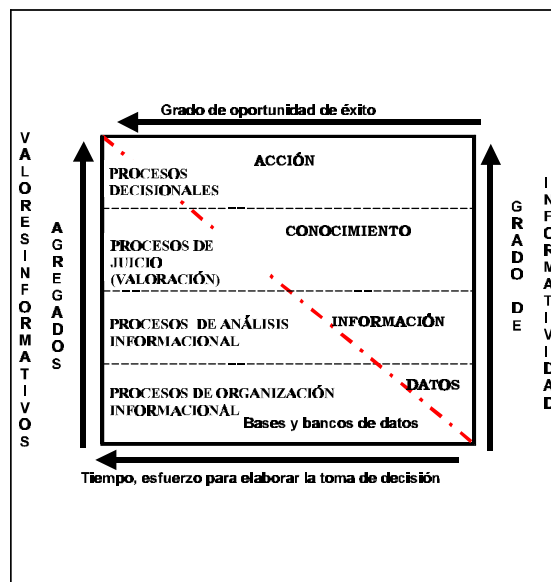 Grado de oportunidad de éxito
VALORES INFORMATIVOS
AGREGADOS
ACCIÓN
PROCESOS
DECISIONALES
CONOCIMIENTO
PROCESOS DE
JUICIO
(VALORACIÓN)
INFORMACIÓN
PROCESOS DE ANÁLISIS
INFORMACIONAL
DATOS
PROCESOS DE ORGANIZACIÓN
INFORMACIONAL
Bases y bancos de datos
GRADO DE
INFORMATIVIDAD
Tiempo, esfuerzo para elaborar la toma de decisión